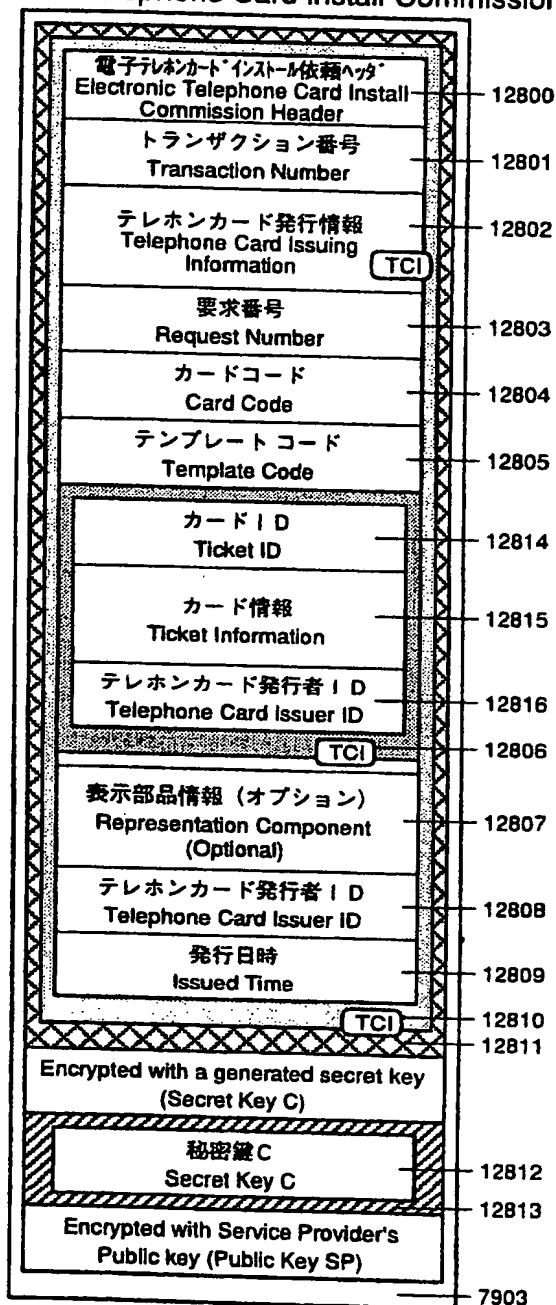 phone Card Install Commission
電子テレホンカードインストール依頼ヘッダ
Electronic Telephone Card Install
Commission Header
12800
トランザクション番号
Transaction Number
12801
テレホンカード発行情報
Telephone Card Issuing
Information
TCI
12802
要求番号
Request Number
12803
カードコード
Card Code
12804
テンプレート コード
Template Code
12805
カードID
Ticket ID
12814
カード情報
Ticket Information
12815
テレホンカード発行者ID
Telephone Card Issuer ID
12816
TCI
12806
表示部品情報(オプション)
Representation Component
(Optional)
12807
テレホンカード発行者ID
Telephone Card Issuer ID
12808
発行日時
Issued Time
12809
TCI
12810
12811
Encrypted with a generated secret key
(Secret Key C)
秘密鍵C
Secret Key C
12812
12813
Encrypted with Service Provider's
Public key (Public Key SP)
7903